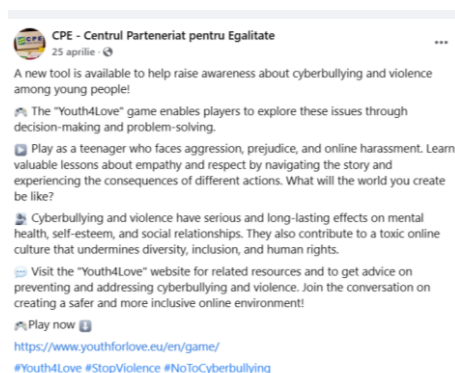 CPE
CPE - Centrul Parteneriat pentru Egalitate
25 aprilie ·
A new tool is available to help raise awareness about cyberbullying and violence
among young people!
The "Youth4Love" game enables players to explore these issues through
decision-making and problem-solving.
Play as a teenager who faces aggression, prejudice, and online harassment. Learn
valuable lessons about empathy and respect by navigating the story and
experiencing the consequences of different actions. What will the world you create
be like?
Cyberbullying and violence have serious and long-lasting effects on mental
health, self-esteem, and social relationships. They also contribute to a toxic online
culture that undermines diversity, inclusion, and human rights.
Visit the "Youth4Love" website for related resources and to get advice on
preventing and addressing cyberbullying and violence. Join the conversation on
creating a safer and more inclusive online environment!
Play now
https://www.youthforlove.eu/en/game/
#Youth4Love #StopViolence #NoToCyberbullying